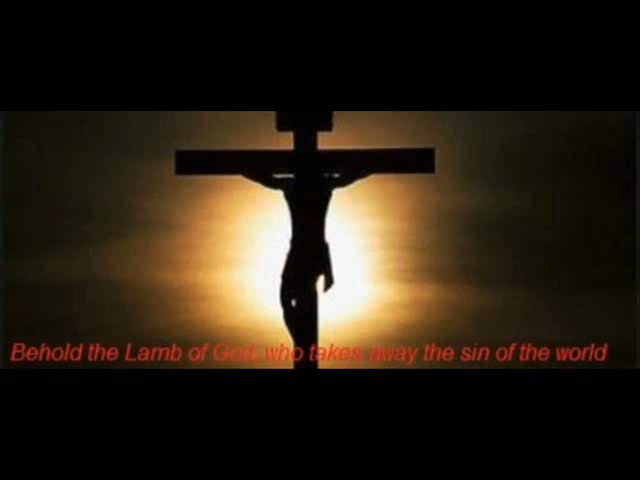 Behold the Lamb of God, who takes away the sin of the world